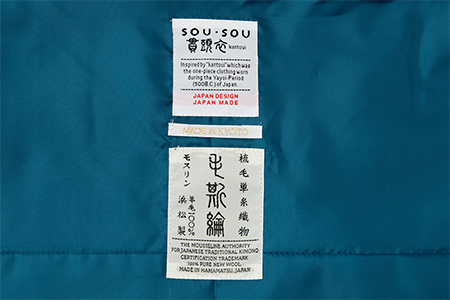 SOU・SOU
貫頭衣 kantoui
Inspired by "kantoui" which was
the one-piece clothing worn
during the Yayoi-Period
(500B.C.) of Japan.
JAPAN DESIGN
JAPAN MADE
MADE IN KYOTO
梳毛単糸織物
毛斯綸
モスリン
羊毛100%
浜松製
THE MOUSSELINE AUTHORITY
FOR JAPANESE TRADITIONAL KIMONO
CERTIFICATION TRADEMARK
100% PURE NEW WOOL
MADE IN HAMAMATSU, JAPAN